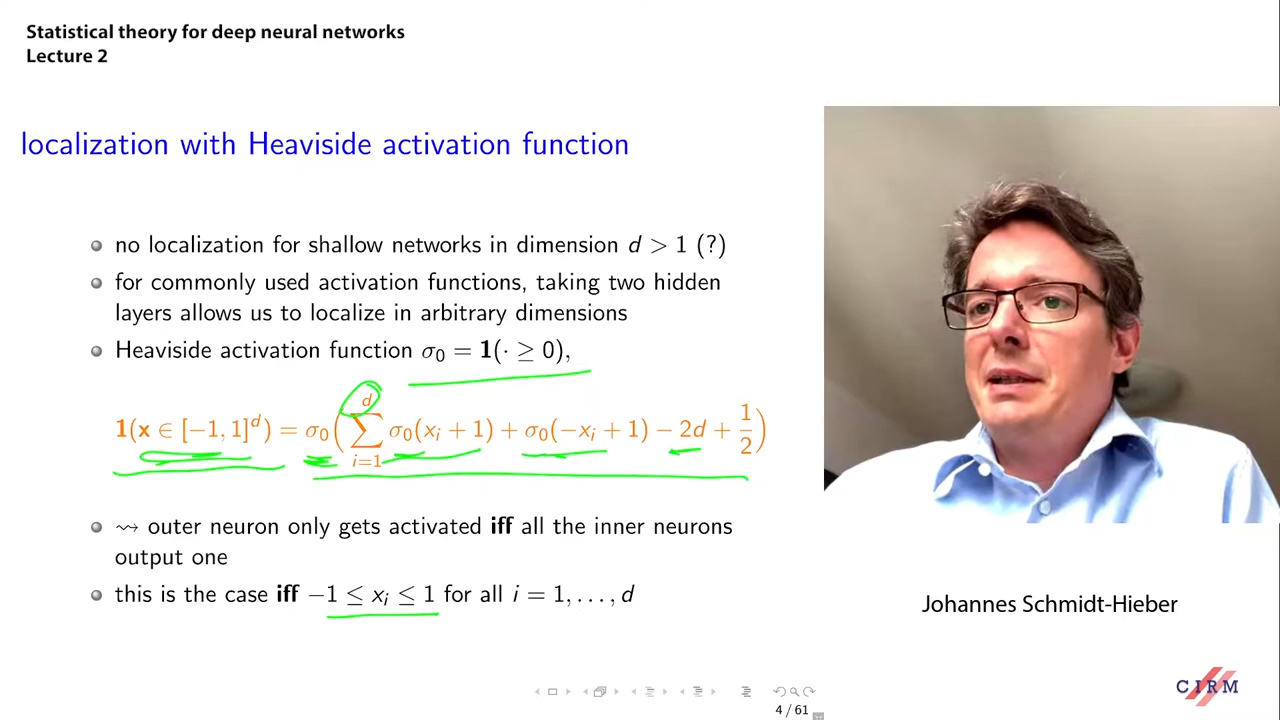 Statistical theory for deep neural networks
Lecture 2
localization with Heaviside activation function
no localization for shallow networks in dimension d > 1 (?)
for commonly used activation functions, taking two hidden
layers allows us to localize in arbitrary dimensions
Heaviside activation function σ₀ = 1(· ≥ 0),
1(x ∈ [−1, 1]ᵈ) = σ₀(∑ᵢ₌₁ᵈ σ₀(xᵢ + 1) + σ₀(−xᵢ + 1) − 2d + 1/2)
⇝ outer neuron only gets activated iff all the inner neurons
output one
this is the case iff −1 ≤ xᵢ ≤ 1 for all i = 1, . . . , d
Johannes Schmidt-Hieber
CIRM
4 / 61